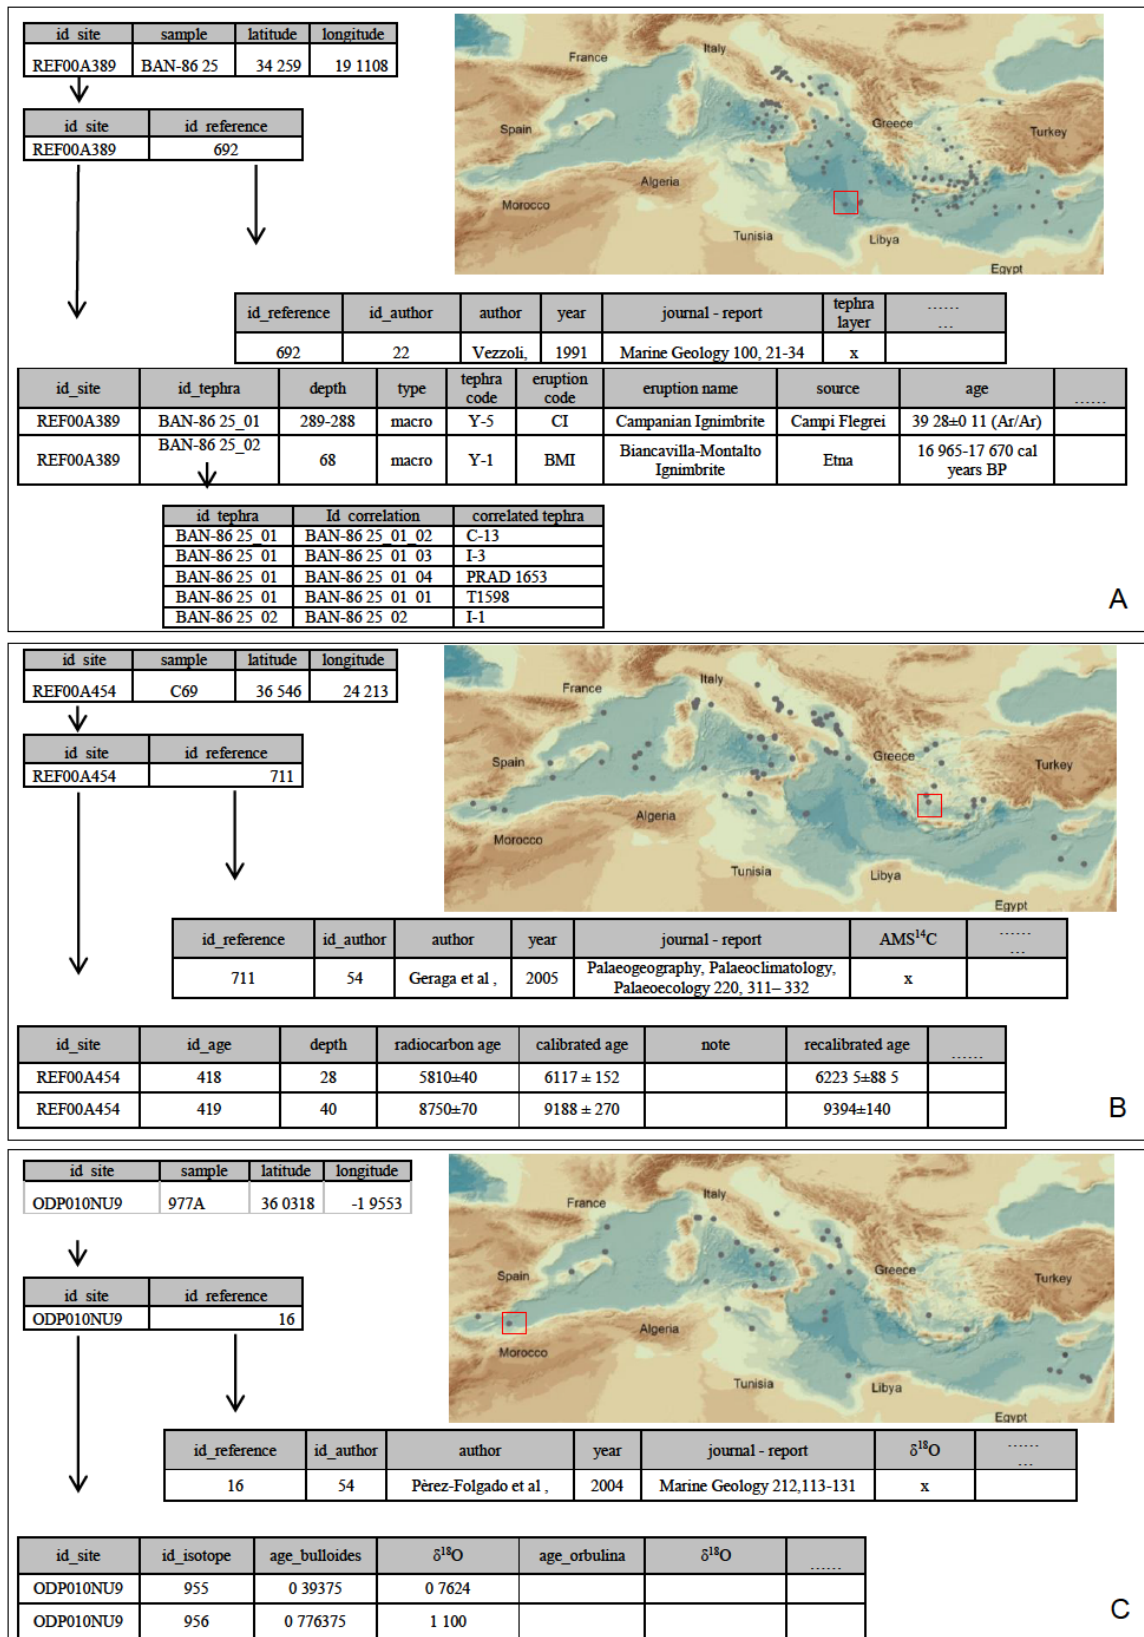 id site sample latitude longitude
REF00A389 BAN-86 25 34 259 19 1108
id site id reference
REF00A389 692
France
Italy
Spain
Greece
Turkey
Algeria
Morocco
Tunisia
Libya
Egypt
id_reference id_author author year journal - report tephra layer ...... ...
692 22 Vezzoli, 1991 Marine Geology 100, 21-34 x
id_site id_tephra depth type tephra code eruption code eruption name source age ......
REF00A389 BAN-86 25_01 289-288 macro Y-5 CI Campanian Ignimbrite Campi Flegrei 39 28±0 11 (Ar/Ar)
REF00A389 BAN-86 25_02 68 macro Y-1 BMI Biancavilla-Montalto Ignimbrite Etna 16 965-17 670 cal years BP
id tephra Id correlation correlated tephra
BAN-86 25_01 BAN-86 25_01_02 C-13
BAN-86 25 01 BAN-86 25 01 03 I-3
BAN-86 25 01 BAN-86 25 01 04 PRAD 1653
BAN-86 25 01 BAN-86 25 01 01 T1598
BAN-86 25 02 BAN-86 25 02 I-1
A
id site sample latitude longitude
REF00A454 C69 36 546 24 213
id site id reference
REF00A454 711
France
Italy
Spain
Greece
Turkey
Algeria
Morocco
Tunisia
Libya
Egypt
id_reference id_author author year journal - report AMS¹⁴C ...... ...
711 54 Geraga et al , 2005 Palaeogeography, Palaeoclimatology, Palaeoecology 220, 311– 332 x
id_site id_age depth radiocarbon age calibrated age note recalibrated age ......
REF00A454 418 28 5810±40 6117 ± 152 6223 5±88 5
REF00A454 419 40 8750±70 9188 ± 270 9394±140
B
id site sample latitude longitude
ODP010NU9 977A 36 0318 -1 9553
id site id reference
ODP010NU9 16
France
Italy
Spain
Greece
Turkey
Algeria
Morocco
Tunisia
Libya
Egypt
id_reference id_author author year journal - report δ¹⁸O ...... ...
16 54 Pèrez-Folgado et al , 2004 Marine Geology 212,113-131 x
id_site id_isotope age_bulloides δ¹⁸O age_orbulina δ¹⁸O ......
ODP010NU9 955 0 39375 0 7624
ODP010NU9 956 0 776375 1 100
C